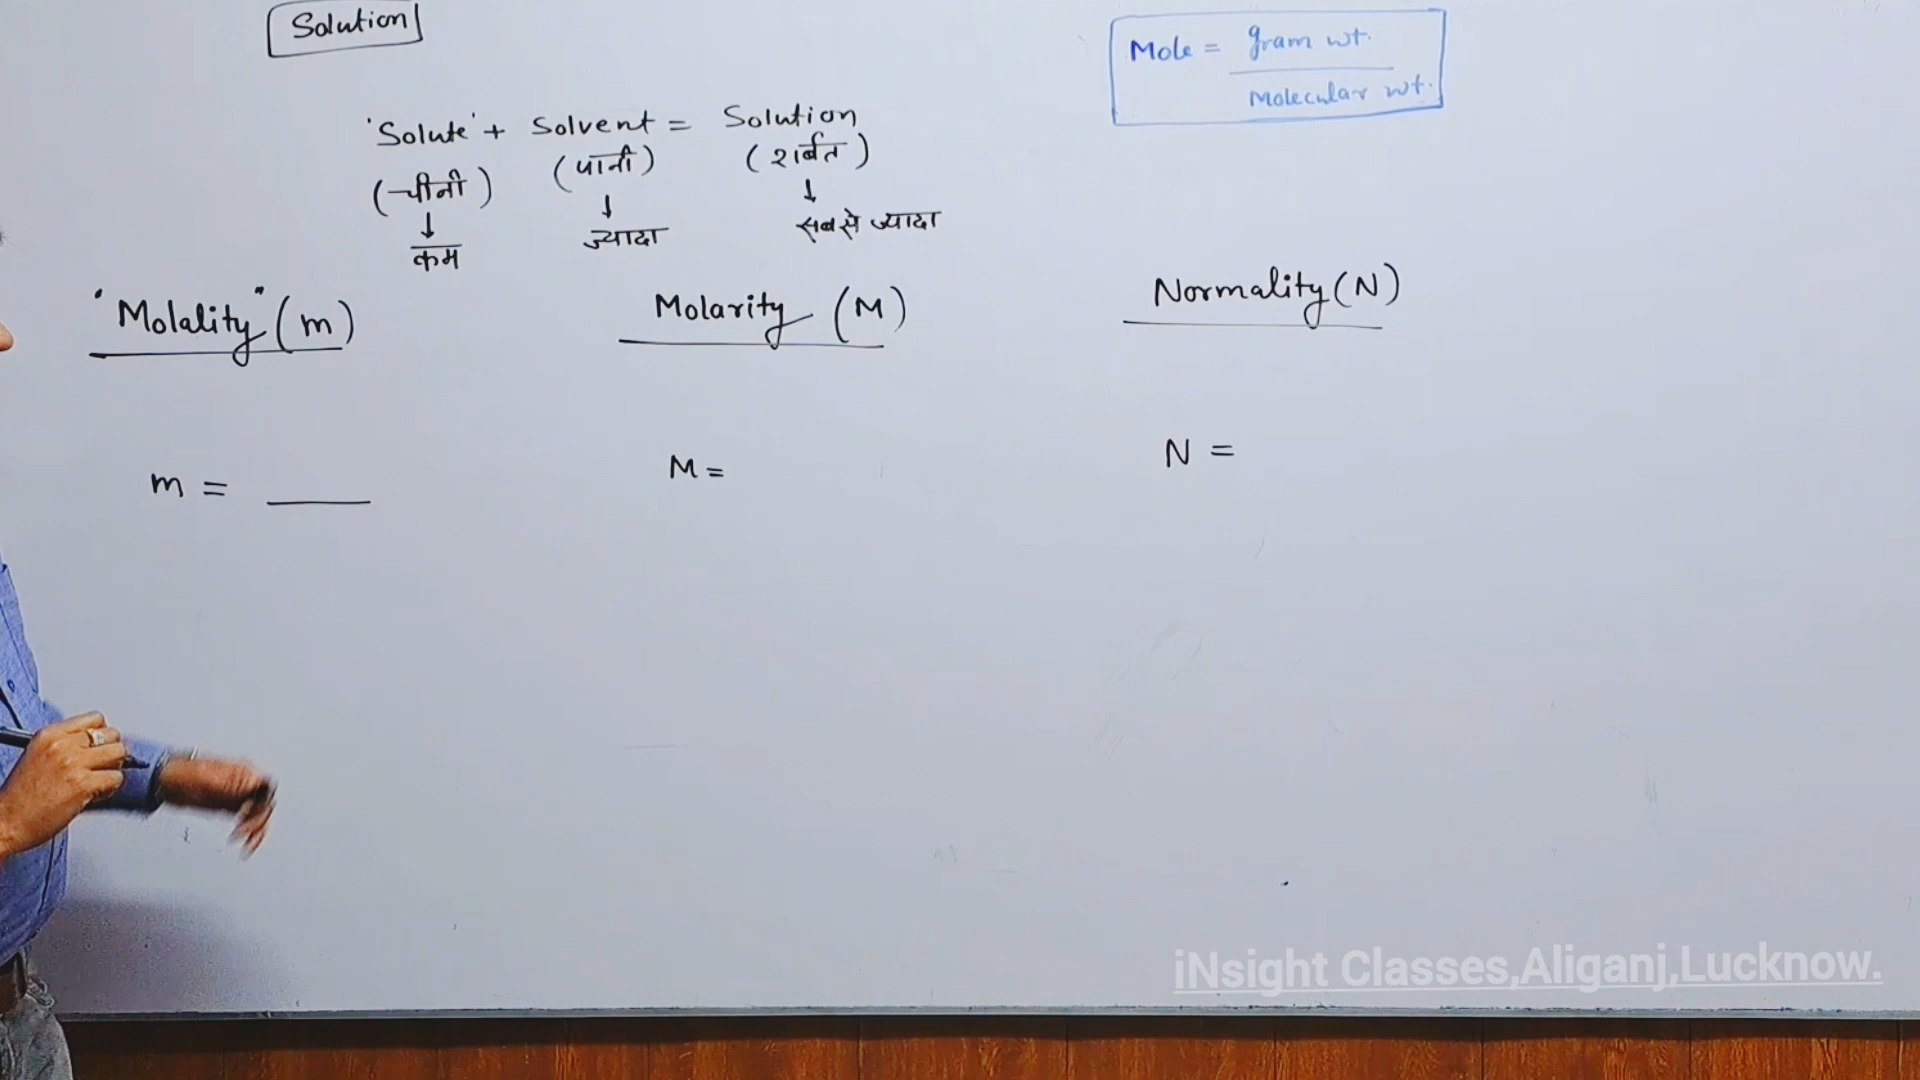 Solution
Mole = gram wt.
Molecular wt.
'Solute' + Solvent = Solution
(चीनी) (पानी) (शर्बत)
↓ ↓ ↓
कम ज्यादा सबसे ज्यादा
"Molality" (m) Molarity (M) Normality (N)
m = ____ M = N =
iNsight Classes,Aliganj,Lucknow.